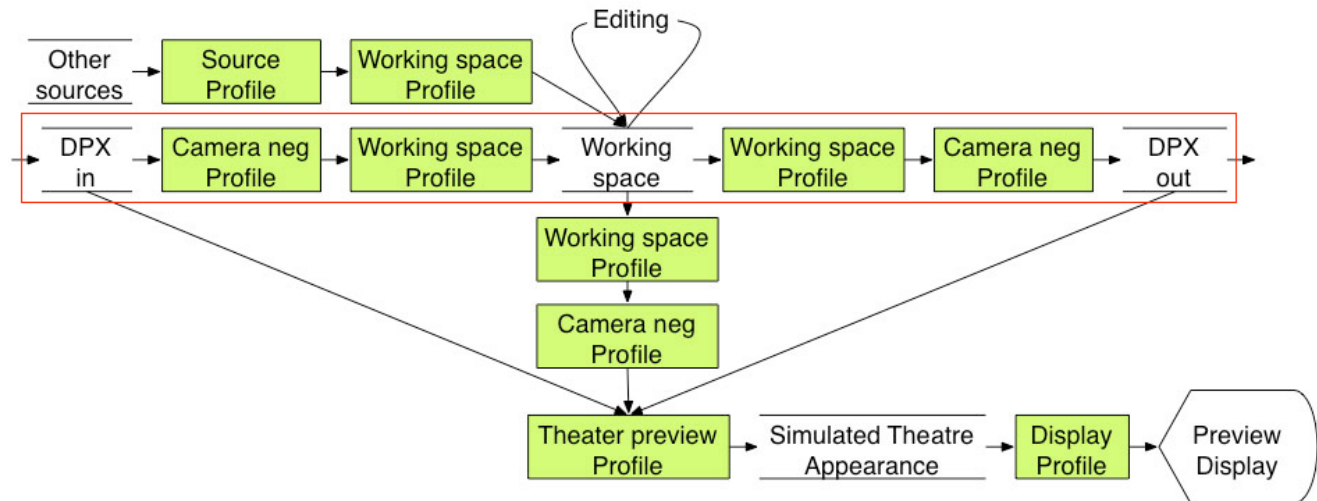 Editing
Other
sources
Source
Profile
Working space
Profile
DPX
in
Camera neg
Profile
Working space
Profile
Working
space
Working space
Profile
Camera neg
Profile
DPX
out
Working space
Profile
Camera neg
Profile
Theater preview
Profile
Simulated Theatre
Appearance
Display
Profile
Preview
Display